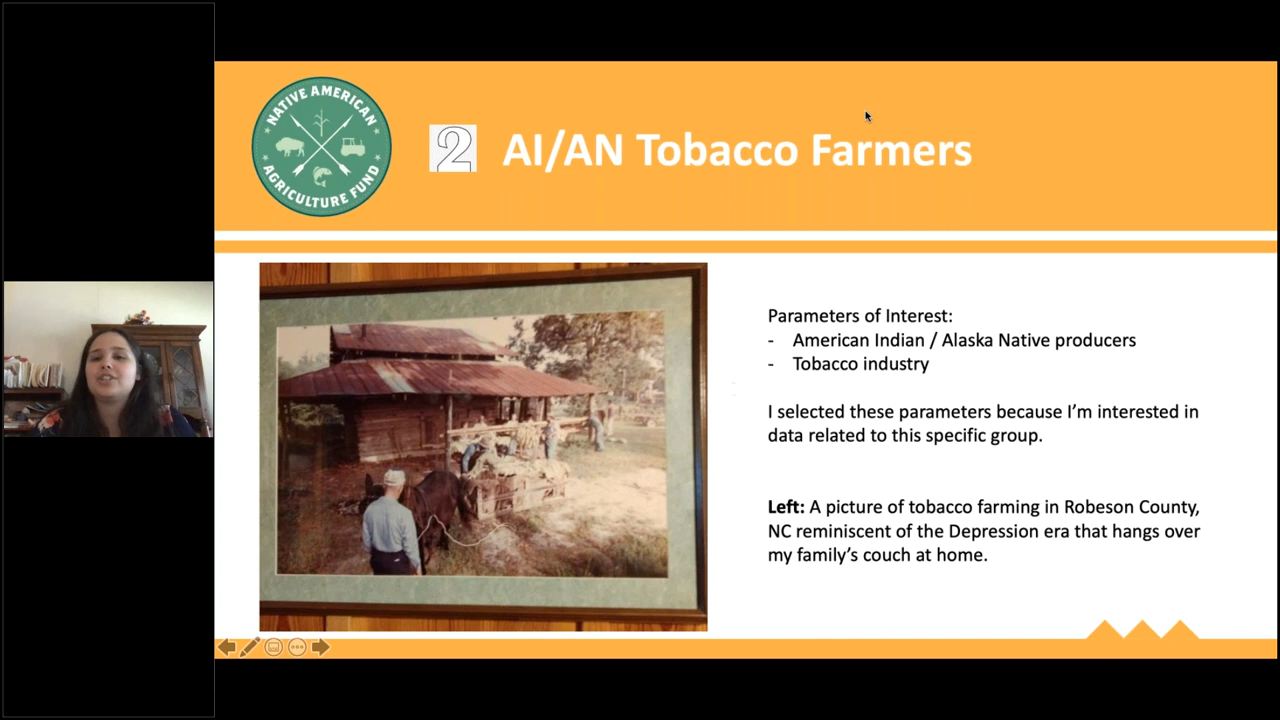 NATIVE AMERICAN
AGRICULTURE FUND
2 AI/AN Tobacco Farmers
Parameters of Interest:
- American Indian / Alaska Native producers
- Tobacco industry
I selected these parameters because I’m interested in
data related to this specific group.
Left: A picture of tobacco farming in Robeson County,
NC reminiscent of the Depression era that hangs over
my family’s couch at home.